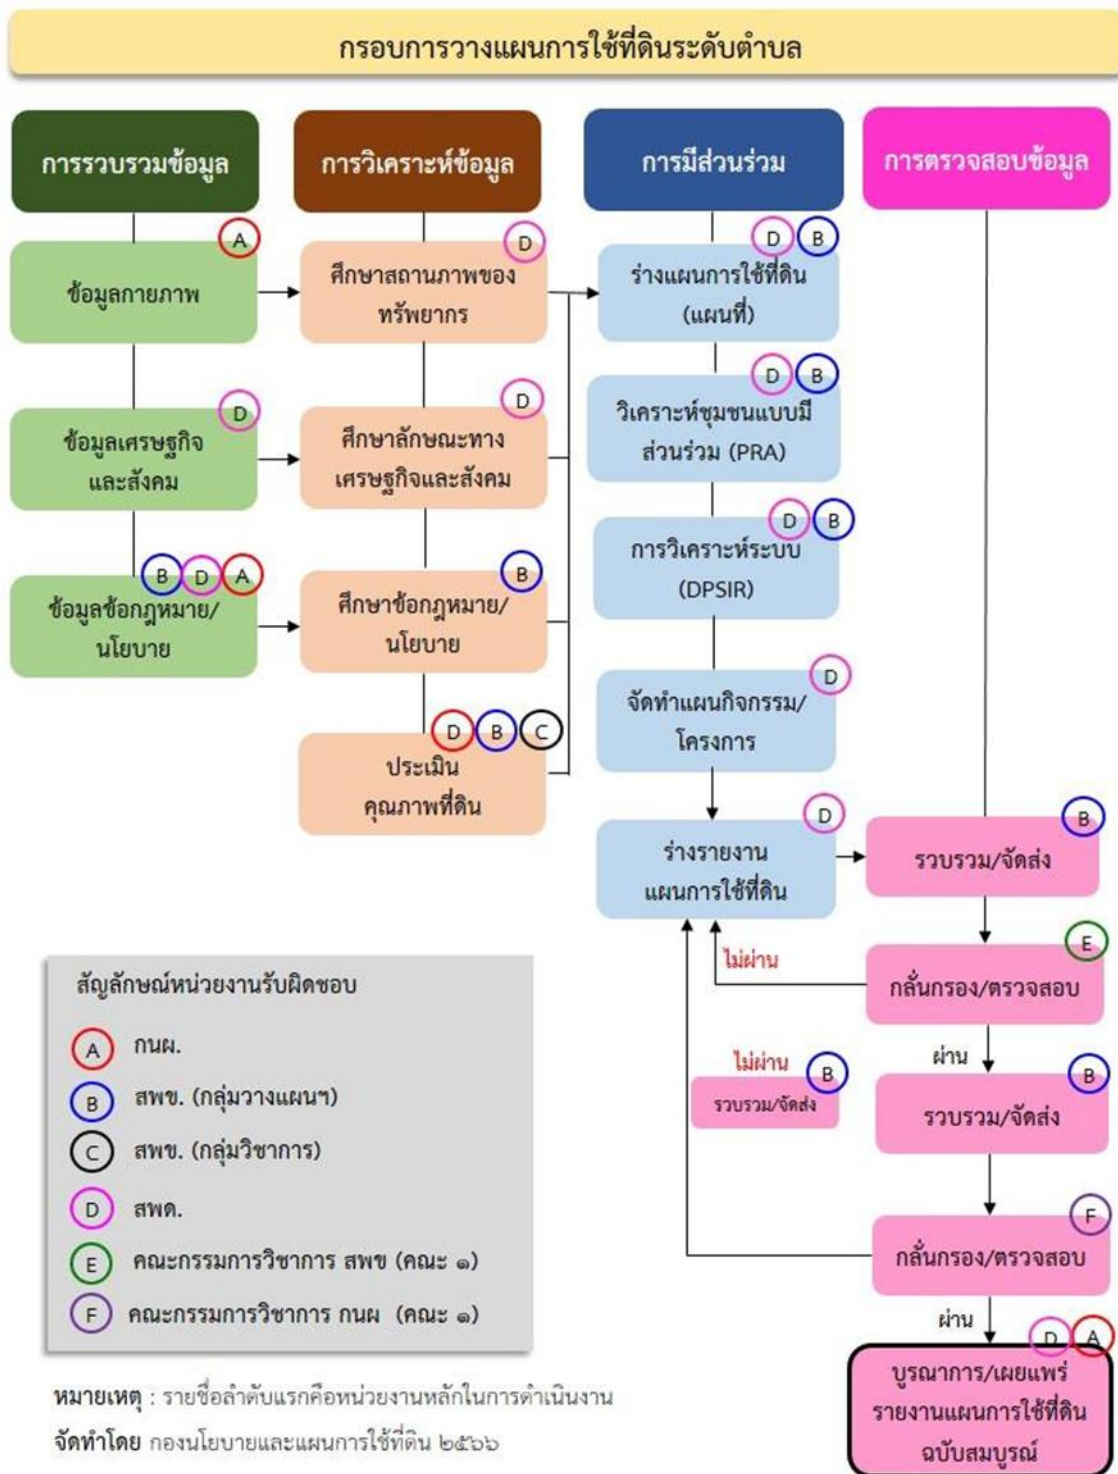 กรอบการวางแผนการใช้ที่ดินระดับตำบล
การรวบรวมข้อมูล
การวิเคราะห์ข้อมูล
การมีส่วนร่วม
การตรวจสอบข้อมูล
A
ข้อมูลกายภาพ
D
ข้อมูลเศรษฐกิจ
และสังคม
B D A
ข้อมูลข้อกฎหมาย/
นโยบาย
D
ศึกษาสถานภาพของ
ทรัพยากร
D
ศึกษาลักษณะทาง
เศรษฐกิจและสังคม
B
ศึกษาข้อกฎหมาย/
นโยบาย
D B C
ประเมิน
คุณภาพที่ดิน
D B
ร่างแผนการใช้ที่ดิน
(แผนที่)
D B
วิเคราะห์ชุมชนแบบมี
ส่วนร่วม (PRA)
D B
การวิเคราะห์ระบบ
(DPSIR)
D
จัดทำแผนกิจกรรม/
โครงการ
D
ร่างรายงาน
แผนการใช้ที่ดิน
B
รวบรวม/จัดส่ง
E
กลั่นกรอง/ตรวจสอบ
ไม่ผ่าน
ผ่าน
B
รวบรวม/จัดส่ง
ไม่ผ่าน
B
รวบรวม/จัดส่ง
F
กลั่นกรอง/ตรวจสอบ
ผ่าน
D A
บูรณาการ/เผยแพร่
รายงานแผนการใช้ที่ดิน
ฉบับสมบูรณ์
สัญลักษณ์หน่วยงานรับผิดชอบ
A กนผ.
B สพข. (กลุ่มวางแผนฯ)
C สพข. (กลุ่มวิชาการ)
D สพด.
E คณะกรรมการวิชาการ สพข (คณะ ๑)
F คณะกรรมการวิชาการ กนผ (คณะ ๑)
หมายเหตุ : รายชื่อลำดับแรกคือหน่วยงานหลักในการดำเนินงาน
จัดทำโดย กองนโยบายและแผนการใช้ที่ดิน ๒๕๖๖